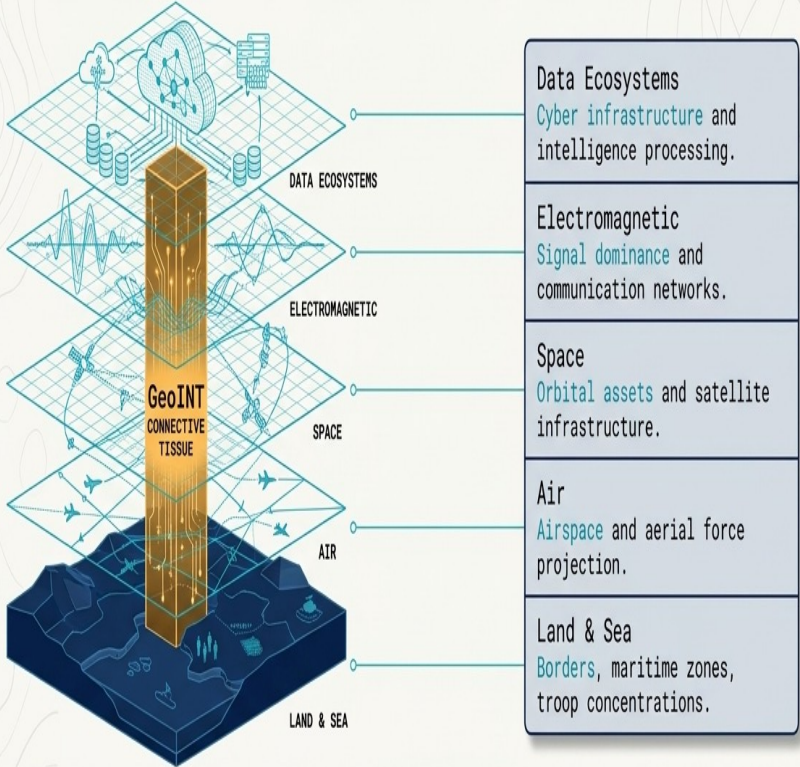 DATA ECOSYSTEMS
ELECTROMAGNETIC
GeoINT
CONNECTIVE
TISSUE
SPACE
AIR
LAND & SEA
Data Ecosystems
Cyber infrastructure and
intelligence processing.
Electromagnetic
Signal dominance and
communication networks.
Space
Orbital assets and satellite
infrastructure.
Air
Airspace and aerial force
projection.
Land & Sea
Borders, maritime zones,
troop concentrations.